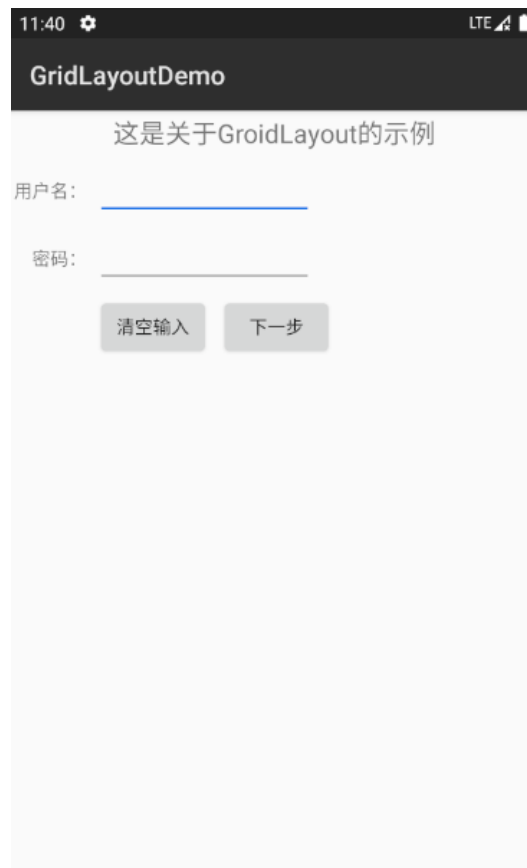 11:40 LTE
GridLayoutDemo
这是关于GroidLayout的示例
用户名：
密码：
清空输入 下一步